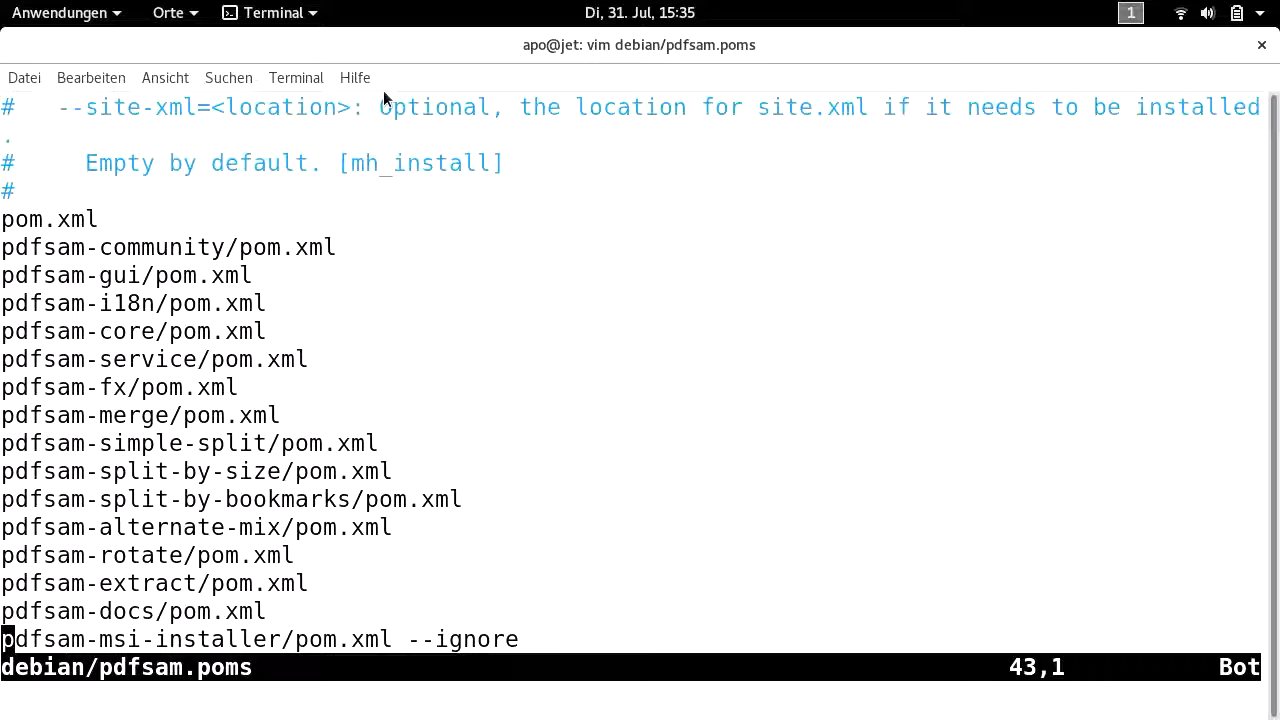 Anwendungen Orte Terminal Di, 31. Jul, 15:35 1
apo@jet: vim debian/pdfsam.poms ×
Datei Bearbeiten Ansicht Suchen Terminal Hilfe
#   --site-xml=<location>: Optional, the location for site.xml if it needs to be installed
.
#     Empty by default. [mh_install]
#
pom.xml
pdfsam-community/pom.xml
pdfsam-gui/pom.xml
pdfsam-i18n/pom.xml
pdfsam-core/pom.xml
pdfsam-service/pom.xml
pdfsam-fx/pom.xml
pdfsam-merge/pom.xml
pdfsam-simple-split/pom.xml
pdfsam-split-by-size/pom.xml
pdfsam-split-by-bookmarks/pom.xml
pdfsam-alternate-mix/pom.xml
pdfsam-rotate/pom.xml
pdfsam-extract/pom.xml
pdfsam-docs/pom.xml
pdfsam-msi-installer/pom.xml --ignore
debian/pdfsam.poms 43,1 Bot